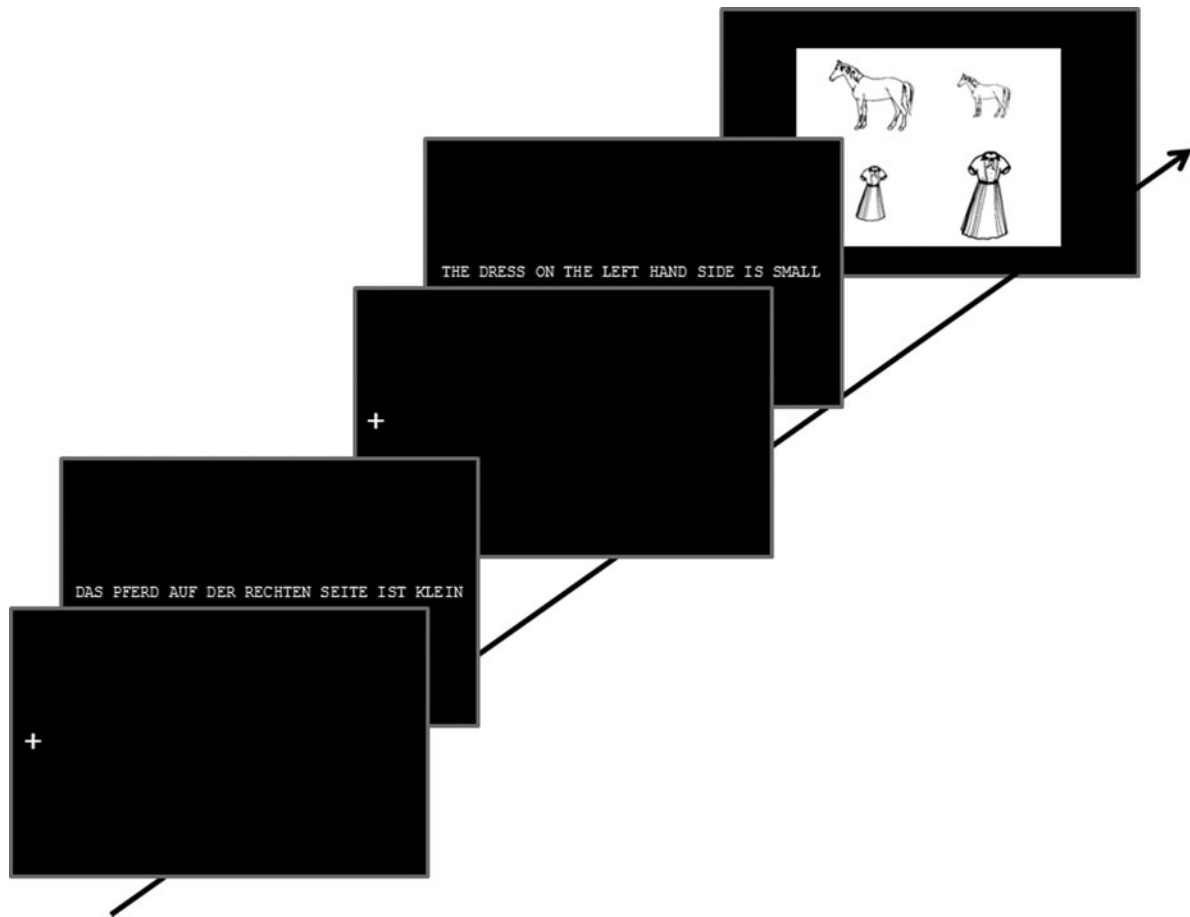 THE DRESS ON THE LEFT HAND SIDE IS SMALL
+
DAS PFERD AUF DER RECHTEN SEITE IST KLEIN
+